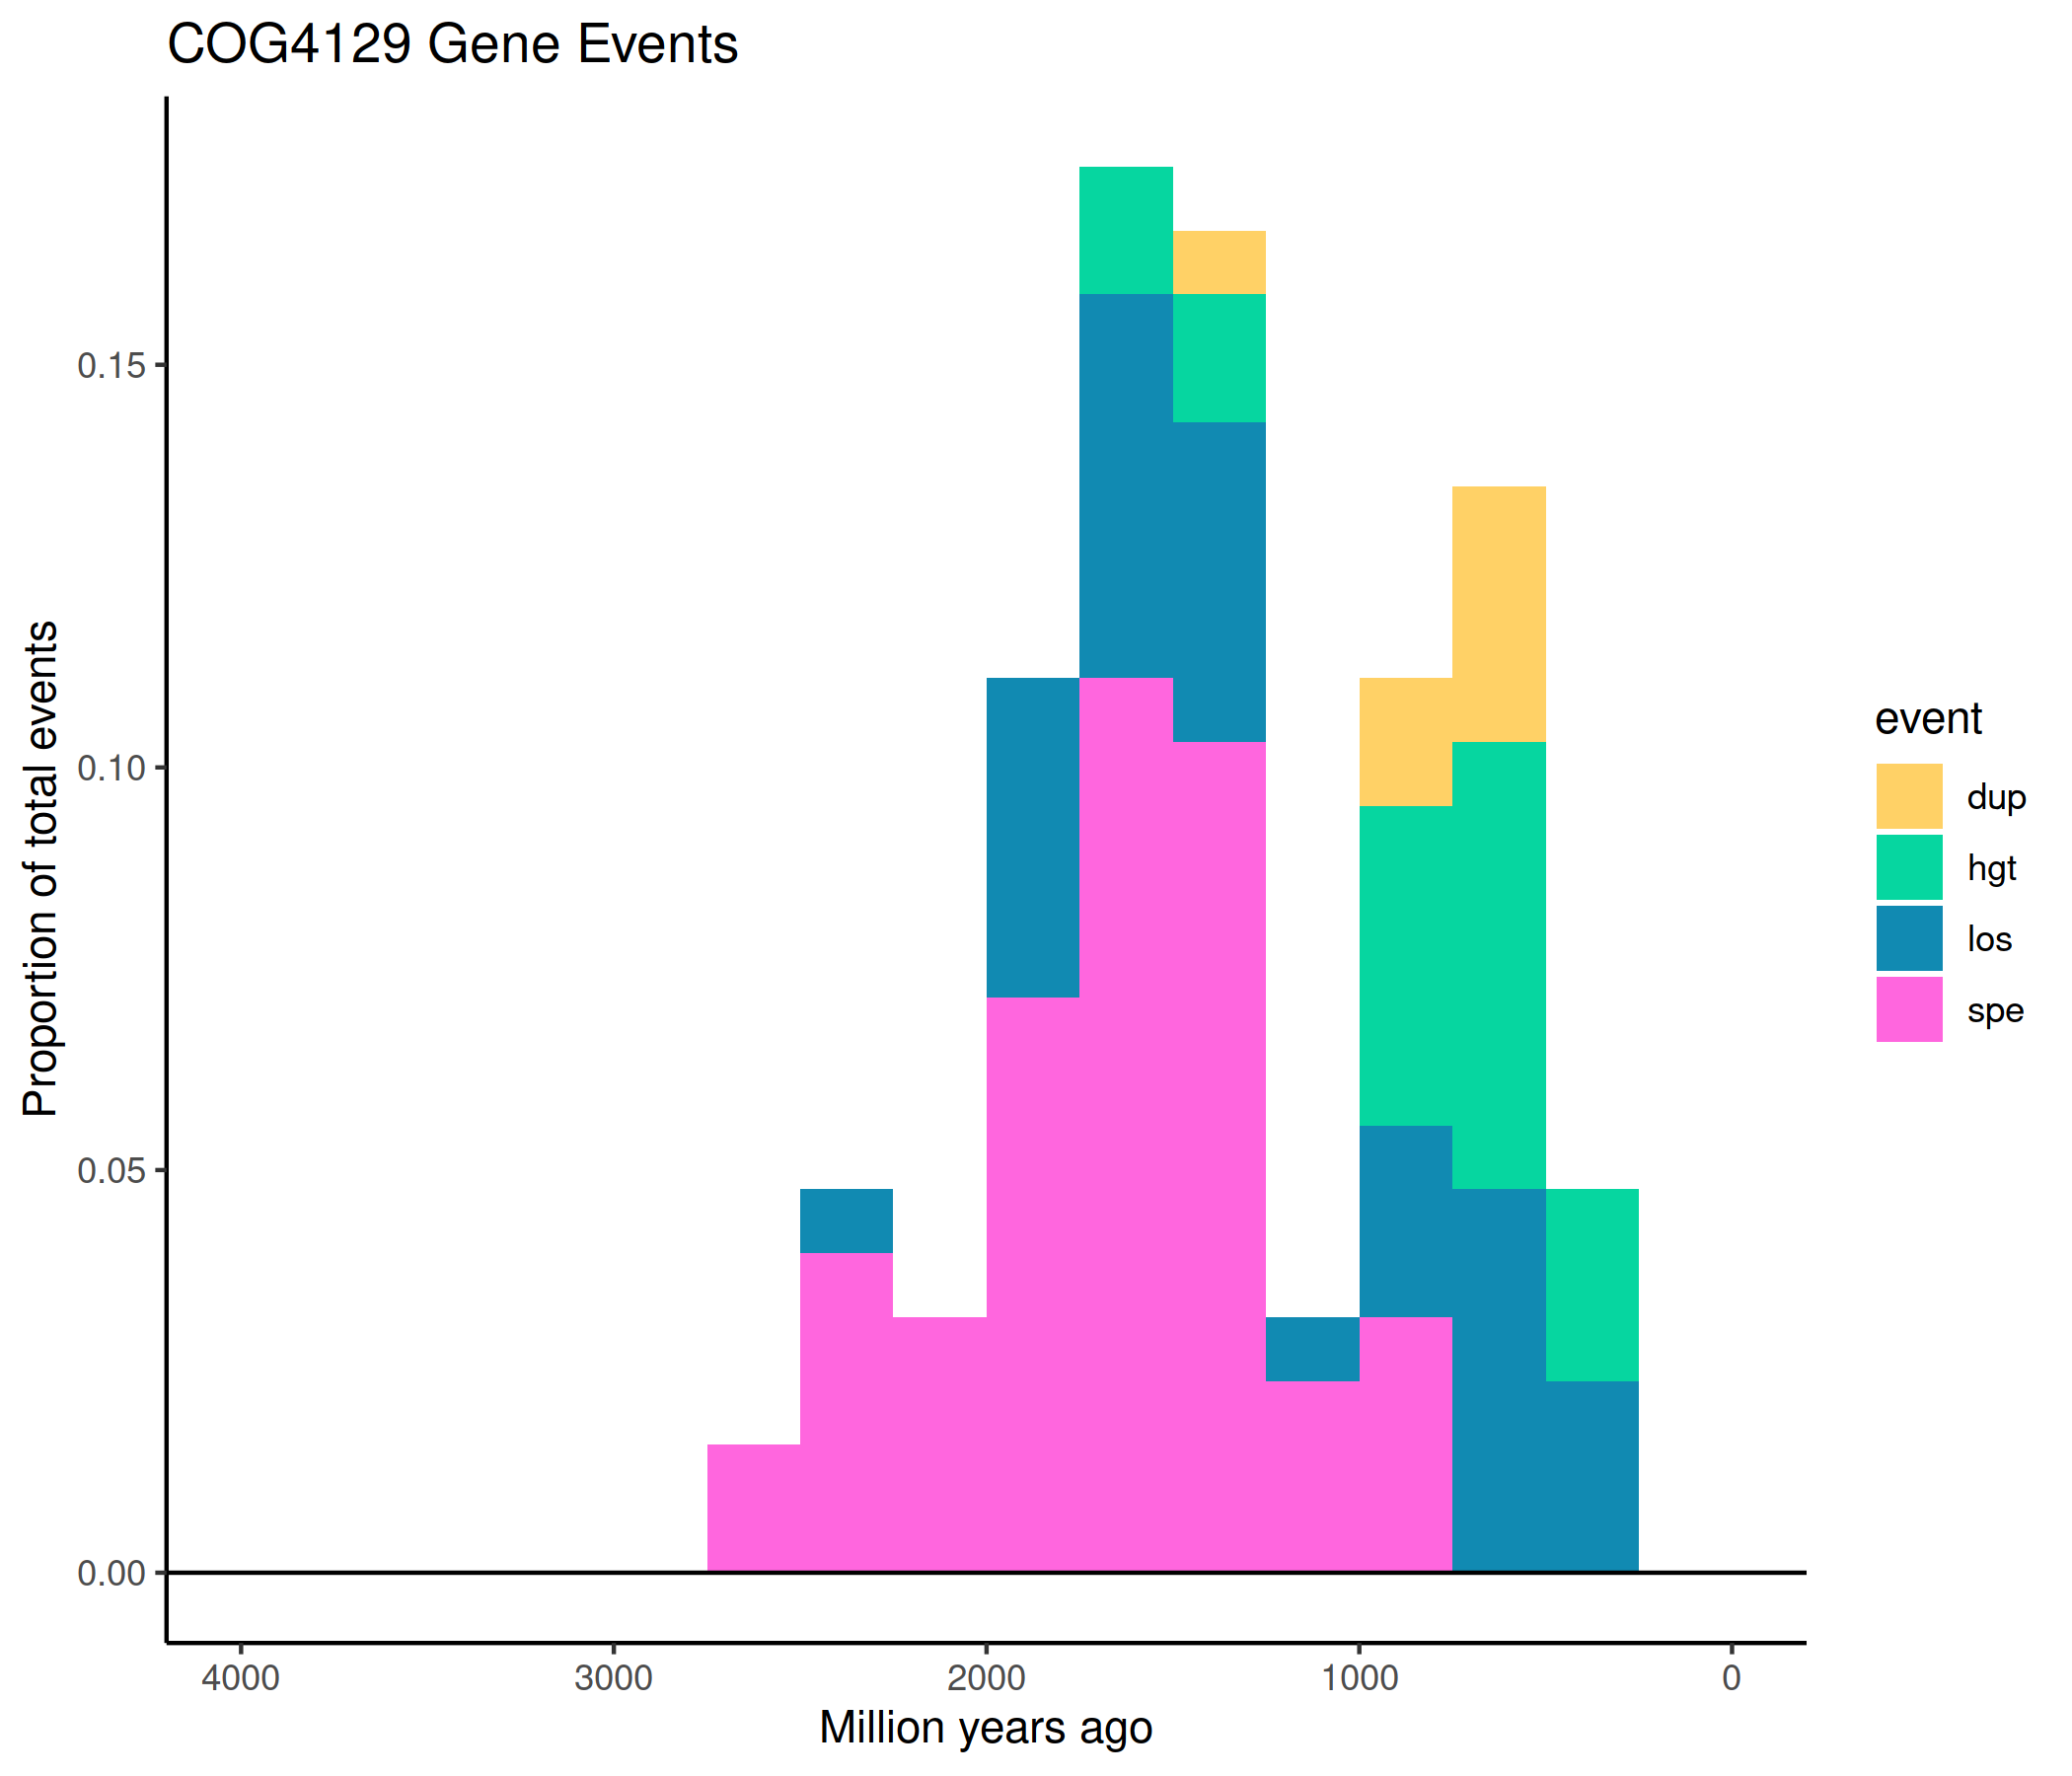 COG4129 Gene Events
Proportion of total events
0.15
0.10
0.05
0.00
4000 3000 2000 1000 0
Million years ago
event
dup
hgt
los
spe